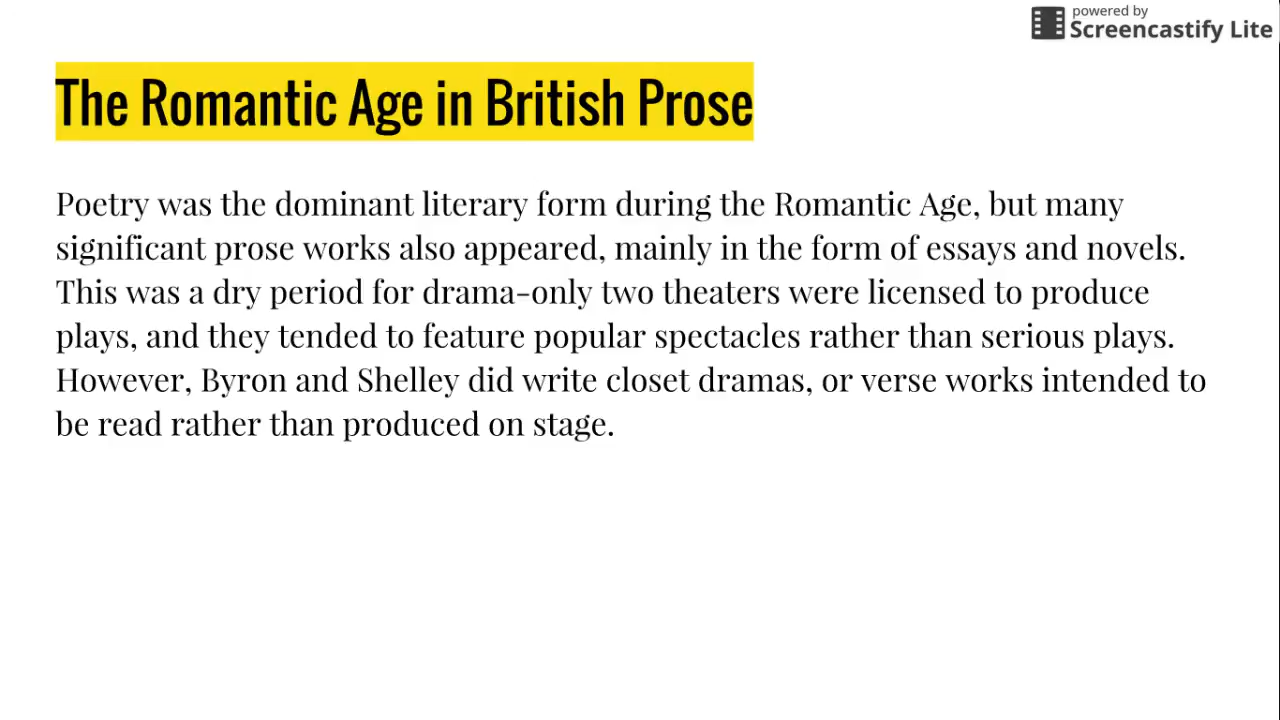 powered by
Screencastify Lite
The Romantic Age in British Prose
Poetry was the dominant literary form during the Romantic Age, but many
significant prose works also appeared, mainly in the form of essays and novels.
This was a dry period for drama-only two theaters were licensed to produce
plays, and they tended to feature popular spectacles rather than serious plays.
However, Byron and Shelley did write closet dramas, or verse works intended to
be read rather than produced on stage.